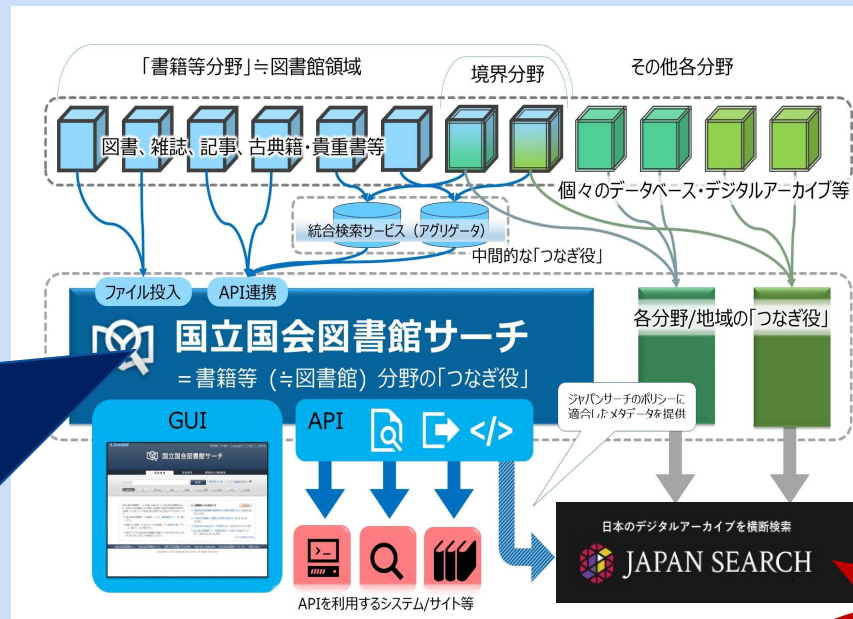 「書籍等分野」≒図書館領域
境界分野
その他各分野
図書、雑誌、記事、古典籍・貴重書等
個々のデータベース・デジタルアーカイブ等
統合検索サービス（アグリゲータ）
中間的な「つなぎ役」
ファイル投入
API連携
国立国会図書館サーチ
＝書籍等（≒図書館）分野の「つなぎ役」
各分野/地域の「つなぎ役」
ジャパンサーチのポリシーに
適合したメタデータを提供
GUI
国立国会図書館サーチ
API
</>
>_
APIを利用するシステム/サイト等
日本のデジタルアーカイブを横断検索
JAPAN SEARCH